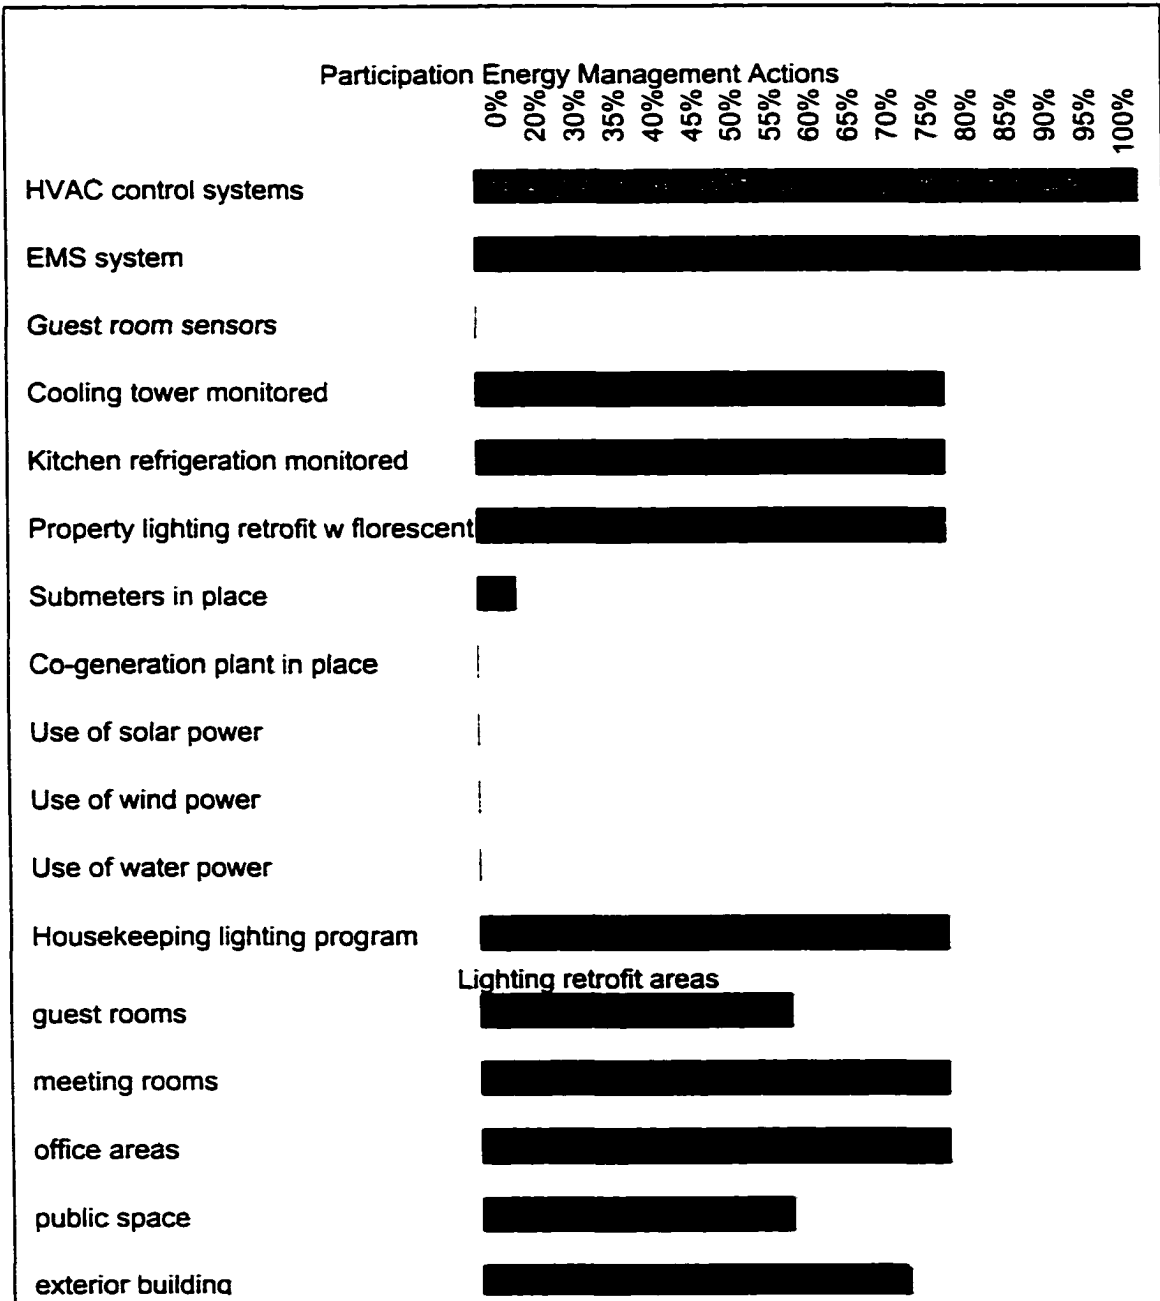 Participation Energy Management Actions
0% 20% 30% 35% 40% 45% 50% 55% 60% 65% 70% 75% 80% 85% 90% 95% 100%
HVAC control systems
EMS system
Guest room sensors
Cooling tower monitored
Kitchen refrigeration monitored
Property lighting retrofit w florescent
Submeters in place
Co-generation plant in place
Use of solar power
Use of wind power
Use of water power
Housekeeping lighting program
Lighting retrofit areas
guest rooms
meeting rooms
office areas
public space
exterior building